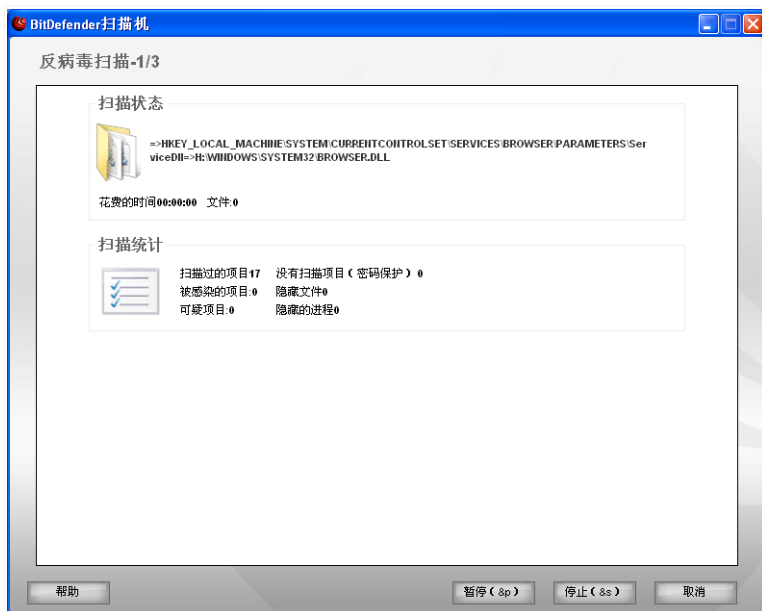 BitDefender扫描机
反病毒扫描-1/3
扫描状态
=>HKEY_LOCAL_MACHINE\SYSTEM\CURRENTCONTROLSET\SERVICES\BROWSER\PARAMETERS\Ser
viceDll=>H:\WINDOWS\SYSTEM32\BROWSER.DLL
花费的时间00:00:00 文件:0
扫描统计
扫描过的项目17 没有扫描项目(密码保护)0
被感染的项目:0 隐藏文件0
可疑项目:0 隐藏的进程0
帮助 暂停(&p) 停止(&s) 取消